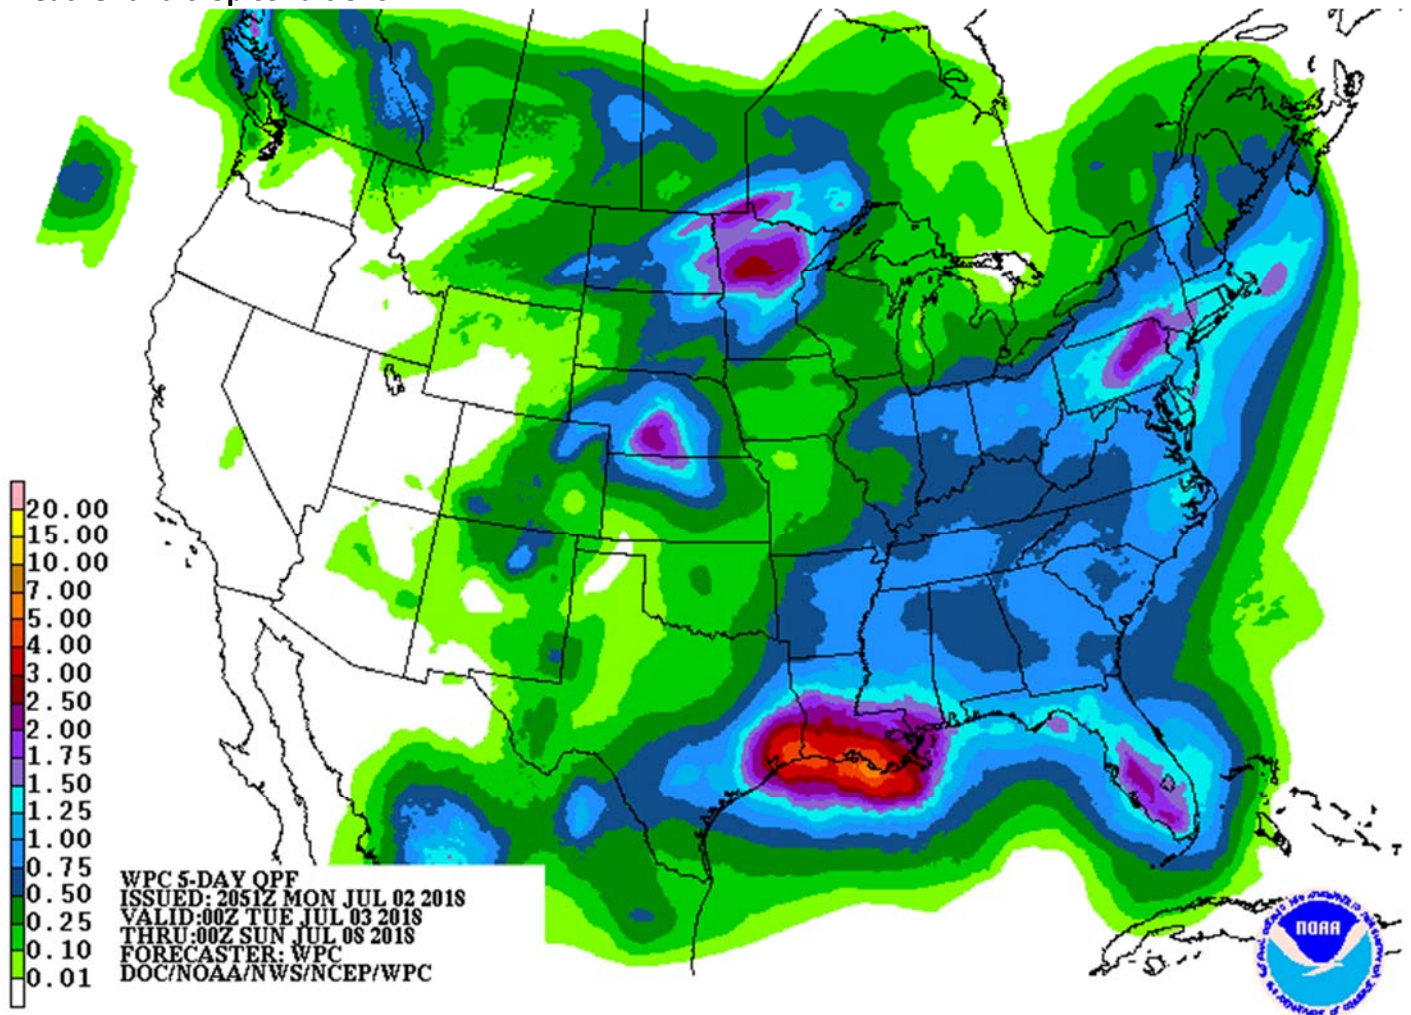 20.00
15.00
10.00
7.00
5.00
4.00
3.00
2.50
2.00
1.75
1.50
1.25
1.00
0.75
0.50
0.25
0.10
0.01
WPC 5-DAY QPF
ISSUED: 2051Z MON JUL 02 2018
VALID:00Z TUE JUL 03 2018
THRU:00Z SUN JUL 08 2018
FORECASTER: WPC
DOC/NOAA/NWS/NCEP/WPC
NOAA